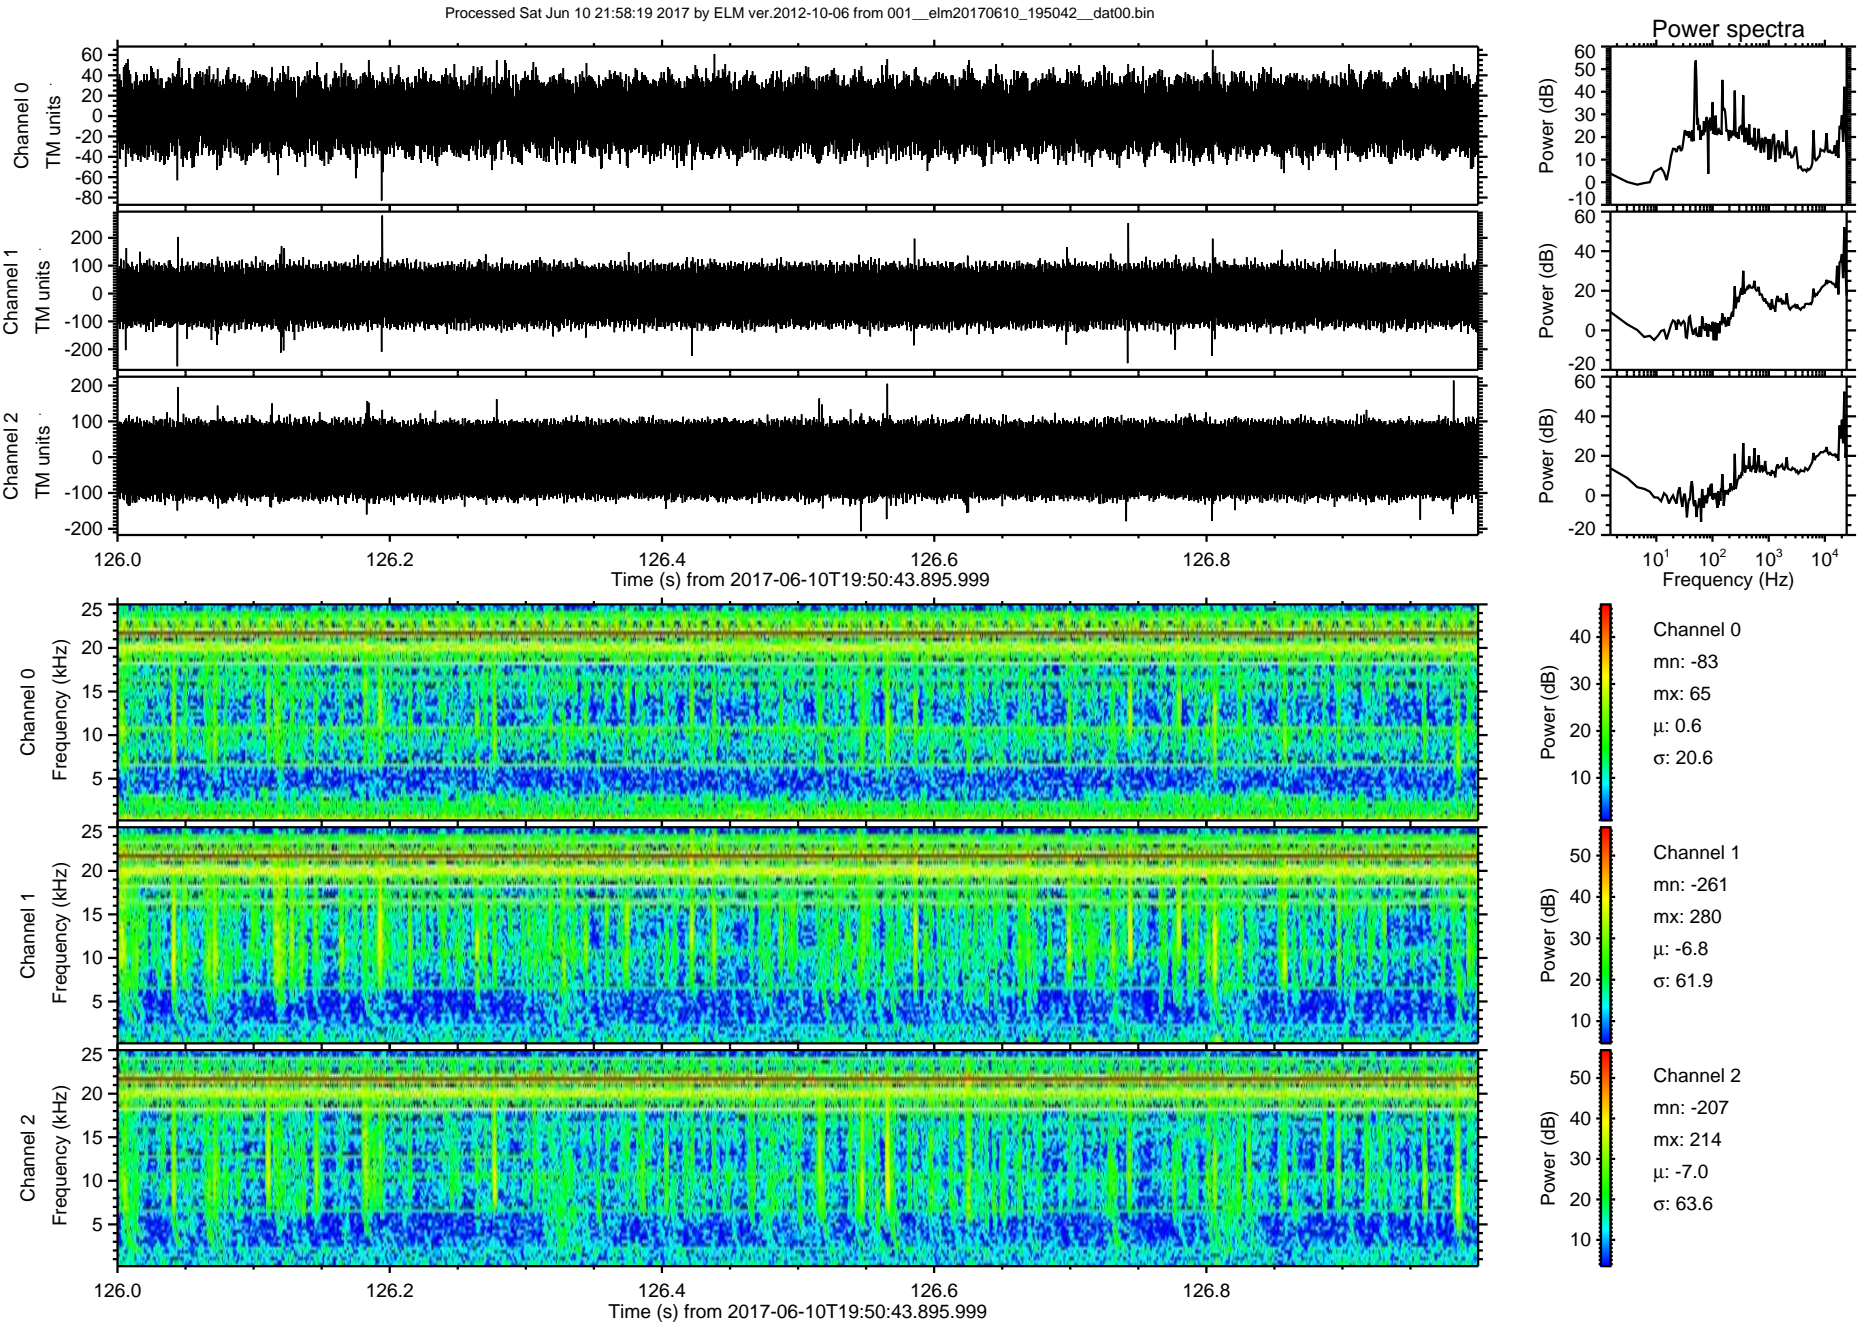 Processed Sat Jun 10 21:58:19 2017 by ELM ver.2012-10-06 from 001__elm20170610_195042__dat00.bin
Power spectra
Channel 0
TM units
60
40
20
0
-20
-40
-60
-80
Power (dB)
60
50
40
30
20
10
0
-10
Channel 1
TM units
200
100
0
-100
-200
Power (dB)
60
40
20
0
-20
Channel 2
TM units
200
100
0
-100
-200
Power (dB)
60
40
20
0
-20
126.0 126.2 126.4 126.6 126.8
Time (s) from 2017-06-10T19:50:43.895.999
10^1 10^2 10^3 10^4
Frequency (Hz)
Channel 0
Frequency (kHz)
25
20
15
10
5
Power (dB)
40
30
20
10
Channel 0
mn: -83
mx: 65
μ: 0.6
σ: 20.6
Channel 1
Frequency (kHz)
25
20
15
10
5
Power (dB)
50
40
30
20
10
Channel 1
mn: -261
mx: 280
μ: -6.8
σ: 61.9
Channel 2
Frequency (kHz)
25
20
15
10
5
Power (dB)
50
40
30
20
10
Channel 2
mn: -207
mx: 214
μ: -7.0
σ: 63.6
126.0 126.2 126.4 126.6 126.8
Time (s) from 2017-06-10T19:50:43.895.999